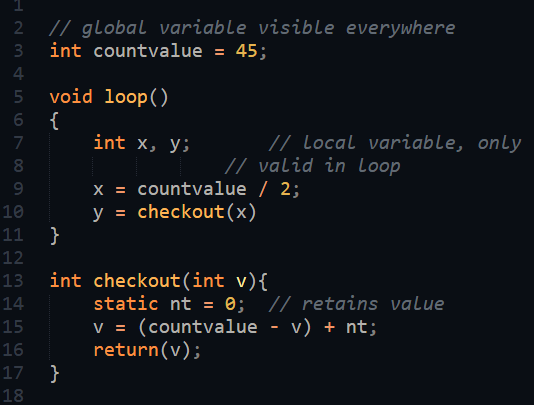 1
2 // global variable visible everywhere
3 int countvalue = 45;
4
5 void loop()
6 {
7     int x, y;       // local variable, only
8                 // valid in loop
9     x = countvalue / 2;
10     y = checkout(x)
11 }
12
13 int checkout(int v){
14     static nt = 0;  // retains value
15     v = (countvalue - v) + nt;
16     return(v);
17 }
18